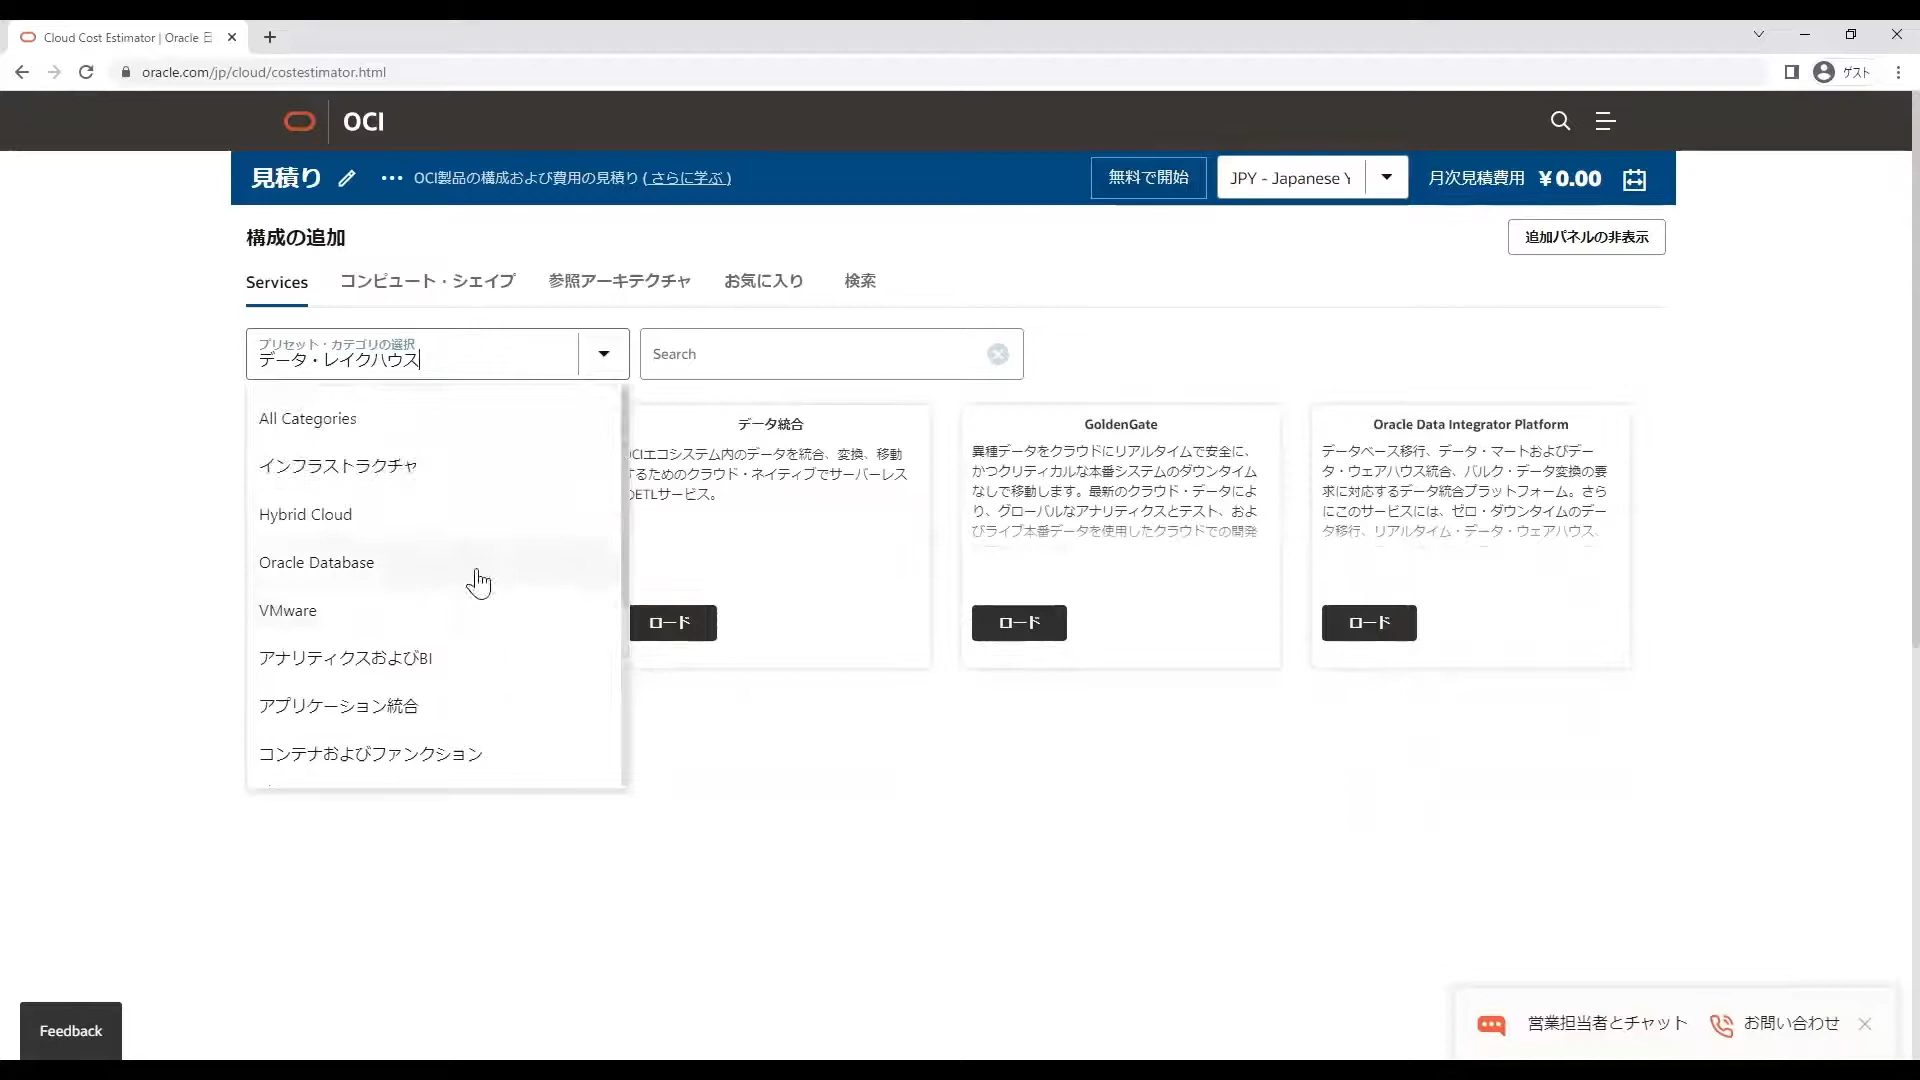 Cloud Cost Estimator | Oracle 日
oracle.com/jp/cloud/costestimator.html
ゲスト
OCI
見積り
OCI製品の構成および費用の見積り (さらに学ぶ)
無料で開始
JPY - Japanese Y
月次見積費用 ¥0.00
構成の追加
追加パネルの非表示
Services
コンピュート・シェイプ
参照アーキテクチャ
お気に入り
検索
プリセット・カテゴリの選択
データ・レイクハウス
Search
All Categories
インフラストラクチャ
Hybrid Cloud
Oracle Database
VMware
アナリティクスおよびBI
アプリケーション統合
コンテナおよびファンクション
データ統合
OCIエコシステム内のデータを統合、変換、移動
するためのクラウド・ネイティブでサーバーレス
のETLサービス。
ロード
GoldenGate
異種データをクラウドにリアルタイムで安全に、
かつクリティカルな本番システムのダウンタイム
なしで移動します。最新のクラウド・データによ
り、グローバルなアナリティクスとテスト、およ
びライブ本番データを使用したクラウドでの開発
ロード
Oracle Data Integrator Platform
データベース移行、データ・マートおよびデー
タ・ウェアハウス統合、バルク・データ変換の要
求に対応するデータ統合プラットフォーム。さら
にこのサービスには、ゼロ・ダウンタイムのデー
タ移行、リアルタイム・データ・ウェアハウス、
ロード
Feedback
営業担当者とチャット
お問い合わせ